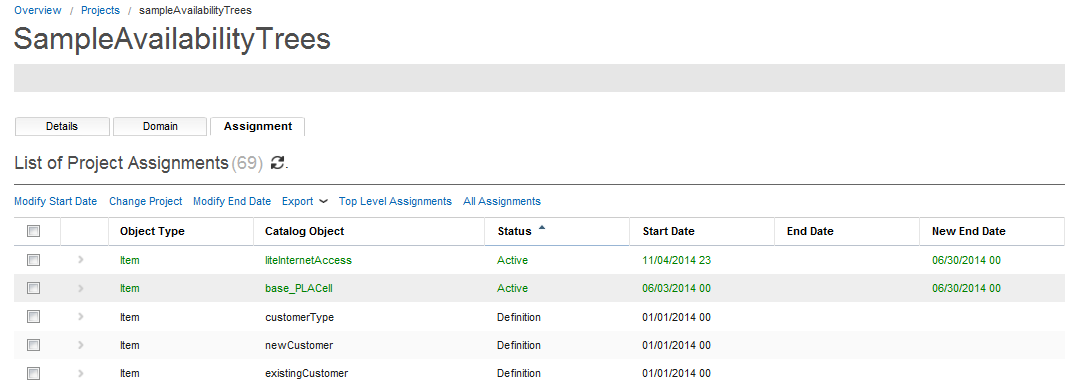 Overview / Projects / sampleAvailabilityTrees
SampleAvailabilityTrees
Details Domain Assignment
List of Project Assignments (69) .
Modify Start Date Change Project Modify End Date Export Top Level Assignments All Assignments
Object Type Catalog Object Status Start Date End Date New End Date
Item liteInternetAccess Active 11/04/2014 23 06/30/2014 00
Item base_PLACell Active 06/03/2014 00 06/30/2014 00
Item customerType Definition 01/01/2014 00
Item newCustomer Definition 01/01/2014 00
Item existingCustomer Definition 01/01/2014 00